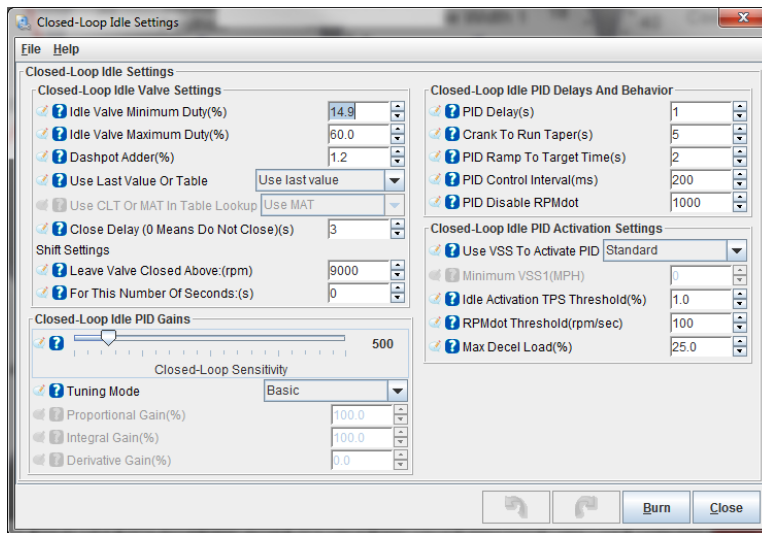 Closed-Loop Idle Settings
File Help
Closed-Loop Idle Settings
Closed-Loop Idle Valve Settings
Idle Valve Minimum Duty(%) 14.9
Idle Valve Maximum Duty(%) 60.0
Dashpot Adder(%) 1.2
Use Last Value Or Table Use last value
Use CLT Or MAT In Table Lookup Use MAT
Close Delay (0 Means Do Not Close)(s) 3
Shift Settings
Leave Valve Closed Above:(rpm) 9000
For This Number Of Seconds:(s) 0
Closed-Loop Idle PID Gains
500
Closed-Loop Sensitivity
Tuning Mode Basic
Proportional Gain(%) 100.0
Integral Gain(%) 100.0
Derivative Gain(%) 0.0
Closed-Loop Idle PID Delays And Behavior
PID Delay(s) 1
Crank To Run Taper(s) 5
PID Ramp To Target Time(s) 2
PID Control Interval(ms) 200
PID Disable RPMdot 1000
Closed-Loop Idle PID Activation Settings
Use VSS To Activate PID Standard
Minimum VSS1(MPH) 0
Idle Activation TPS Threshold(%) 1.0
RPMdot Threshold(rpm/sec) 100
Max Decel Load(%) 25.0
Burn Close